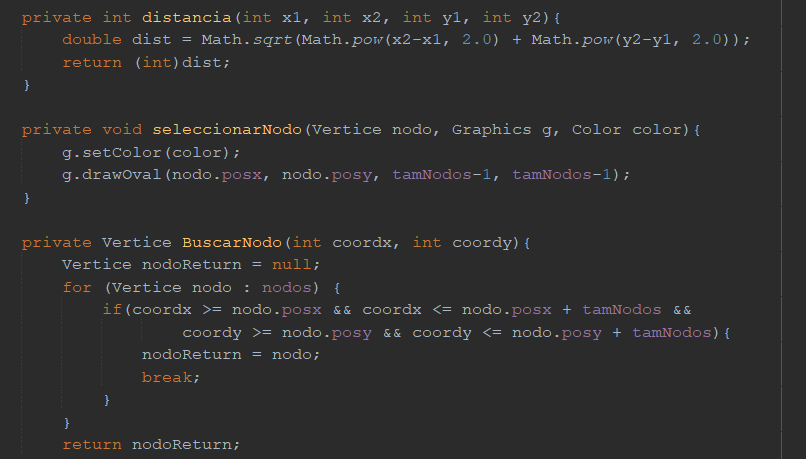 private int distancia(int x1, int x2, int y1, int y2){
double dist = Math.sqrt(Math.pow(x2-x1, 2.0) + Math.pow(y2-y1, 2.0));
return (int)dist;
}
private void seleccionarNodo(Vertice nodo, Graphics g, Color color){
g.setColor(color);
g.drawOval(nodo.posx, nodo.posy, tamNodos-1, tamNodos-1);
}
private Vertice BuscarNodo(int coordx, int coordy){
Vertice nodoReturn = null;
for (Vertice nodo : nodos) {
if(coordx >= nodo.posx && coordx <= nodo.posx + tamNodos &&
coordy >= nodo.posy && coordy <= nodo.posy + tamNodos){
nodoReturn = nodo;
break;
}
}
return nodoReturn;